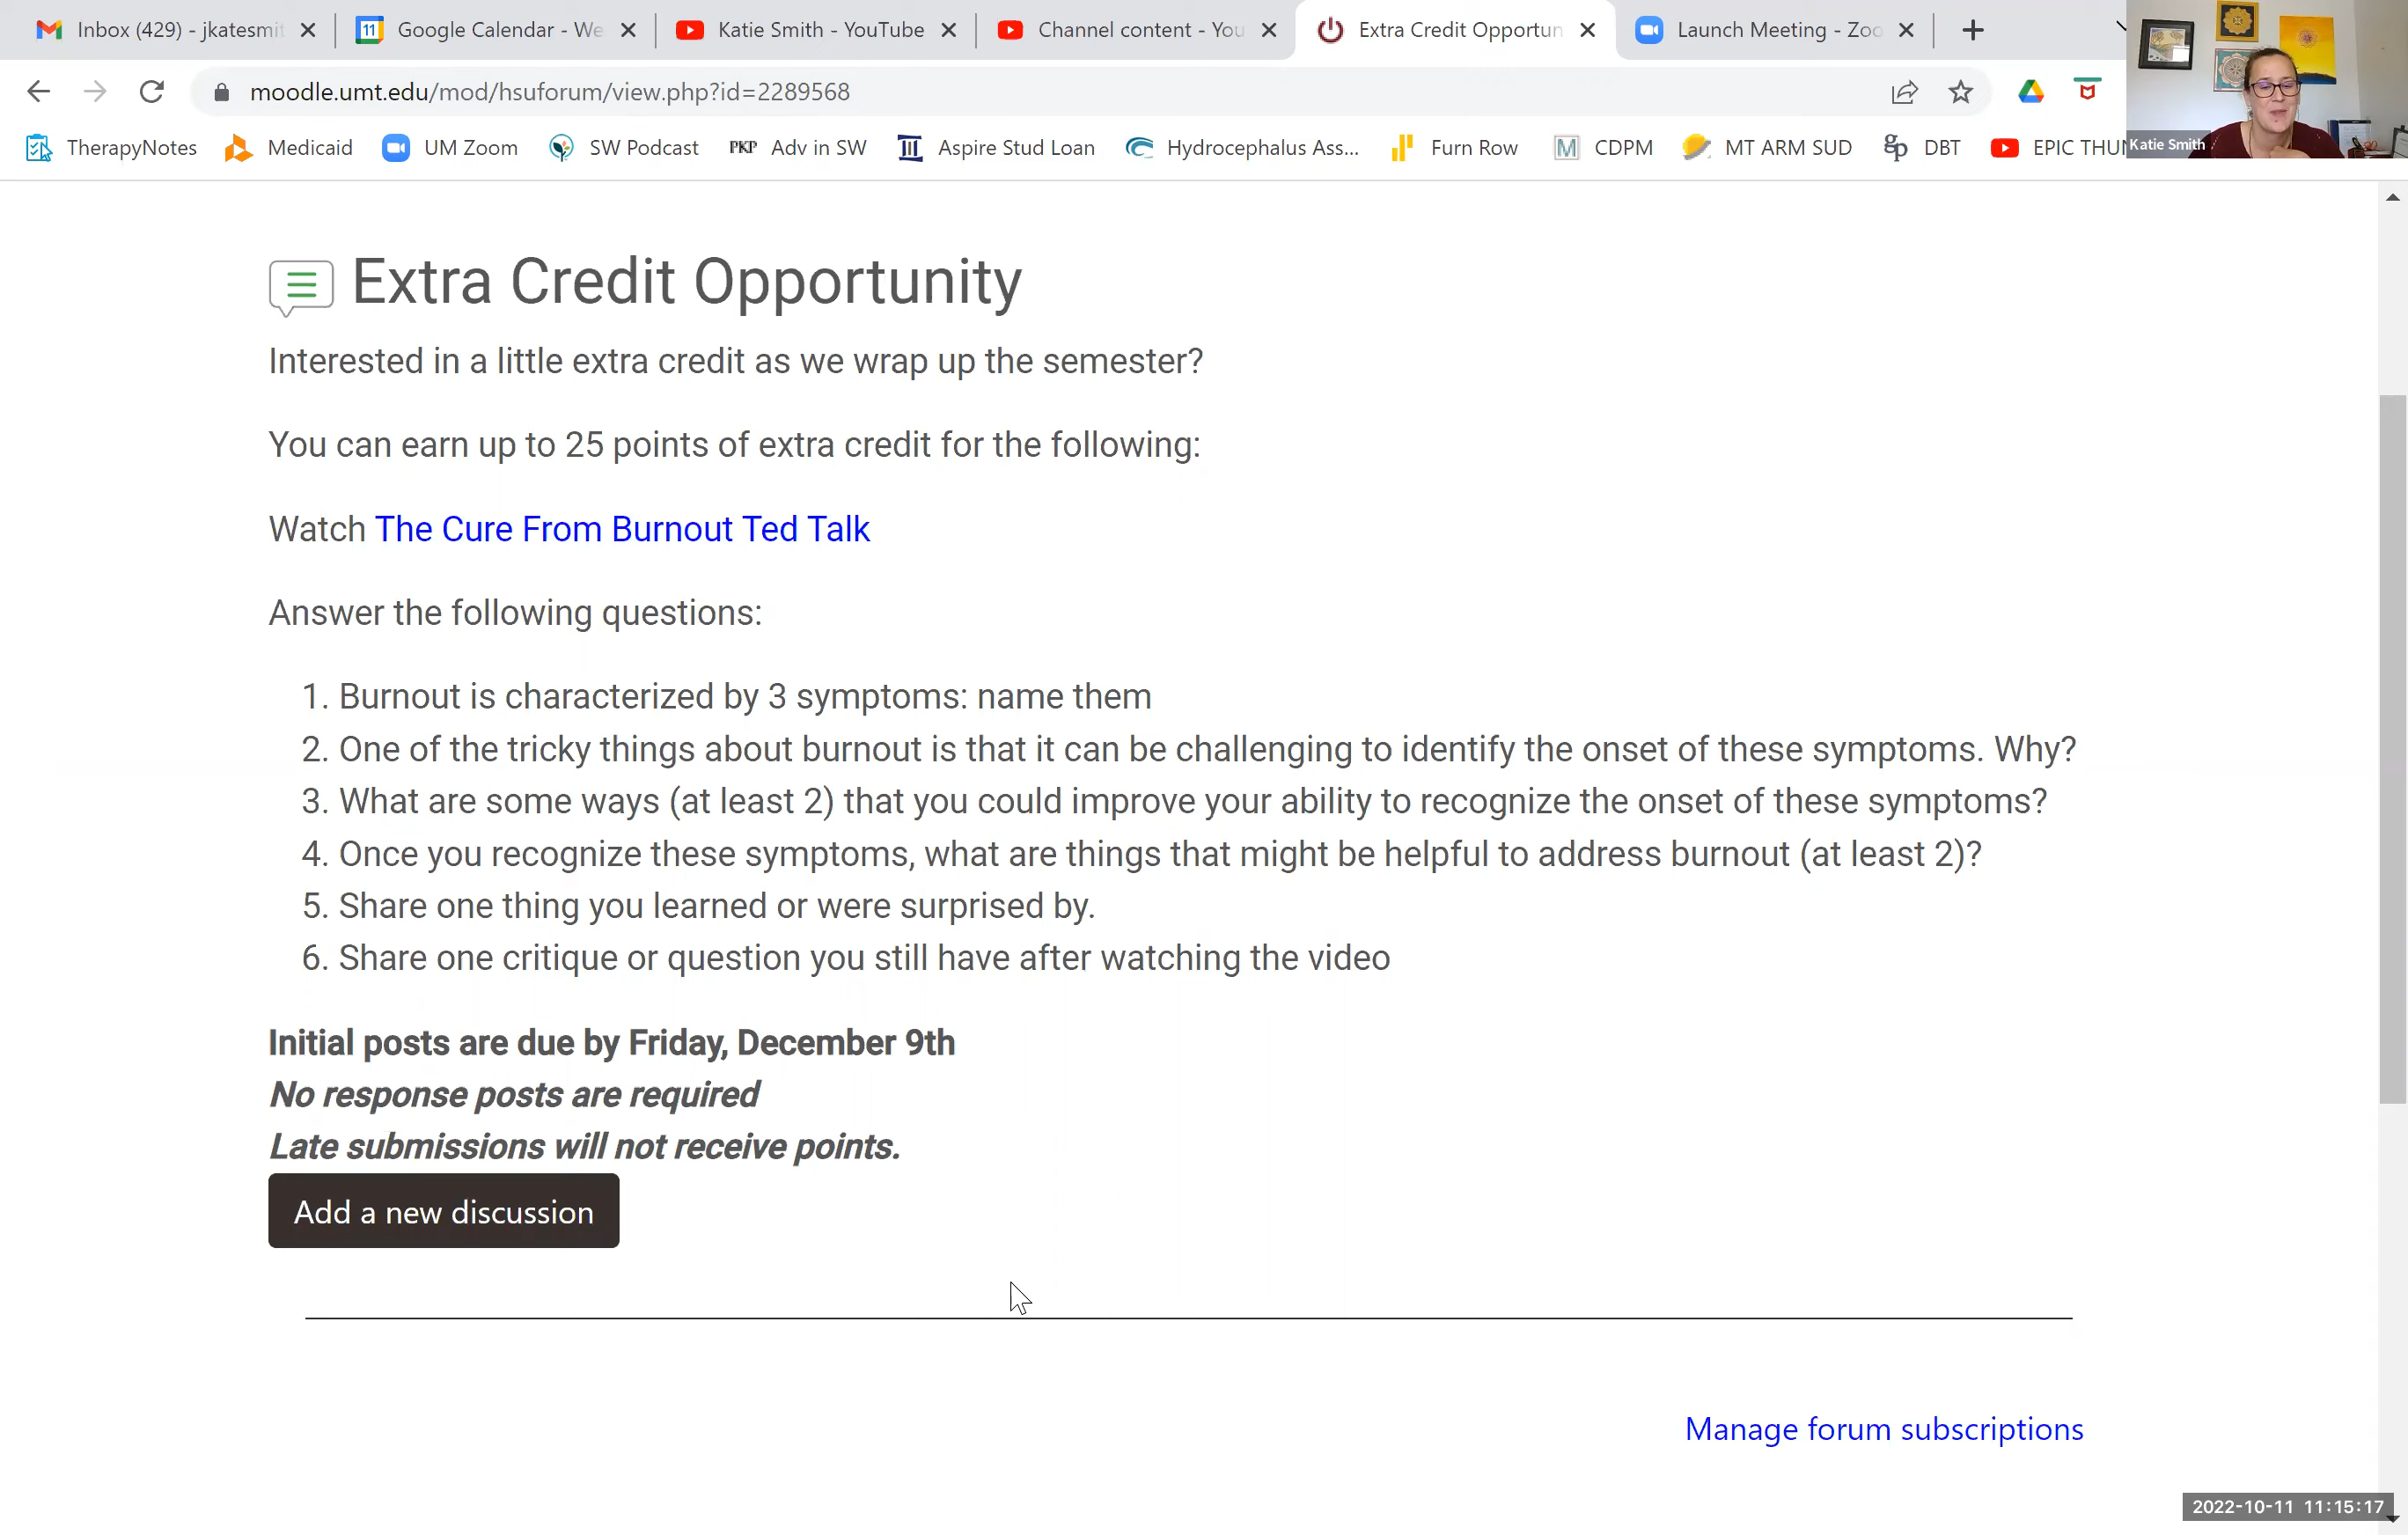 Inbox (429) - jkatesmit
Google Calendar - We
Katie Smith - YouTube
Channel content - You
Extra Credit Opportun
Launch Meeting - Zoo
moodle.umt.edu/mod/hsuforum/view.php?id=2289568
TherapyNotes
Medicaid
UM Zoom
SW Podcast
PKP Adv in SW
Aspire Stud Loan
Hydrocephalus Ass...
Furn Row
M CDPM
MT ARM SUD
gp DBT
EPIC THUN
Katie Smith
Extra Credit Opportunity
Interested in a little extra credit as we wrap up the semester?
You can earn up to 25 points of extra credit for the following:
Watch The Cure From Burnout Ted Talk
Answer the following questions:
1. Burnout is characterized by 3 symptoms: name them
2. One of the tricky things about burnout is that it can be challenging to identify the onset of these symptoms. Why?
3. What are some ways (at least 2) that you could improve your ability to recognize the onset of these symptoms?
4. Once you recognize these symptoms, what are things that might be helpful to address burnout (at least 2)?
5. Share one thing you learned or were surprised by.
6. Share one critique or question you still have after watching the video
Initial posts are due by Friday, December 9th
No response posts are required
Late submissions will not receive points.
Add a new discussion
Manage forum subscriptions
2022-10-11 11:15:17